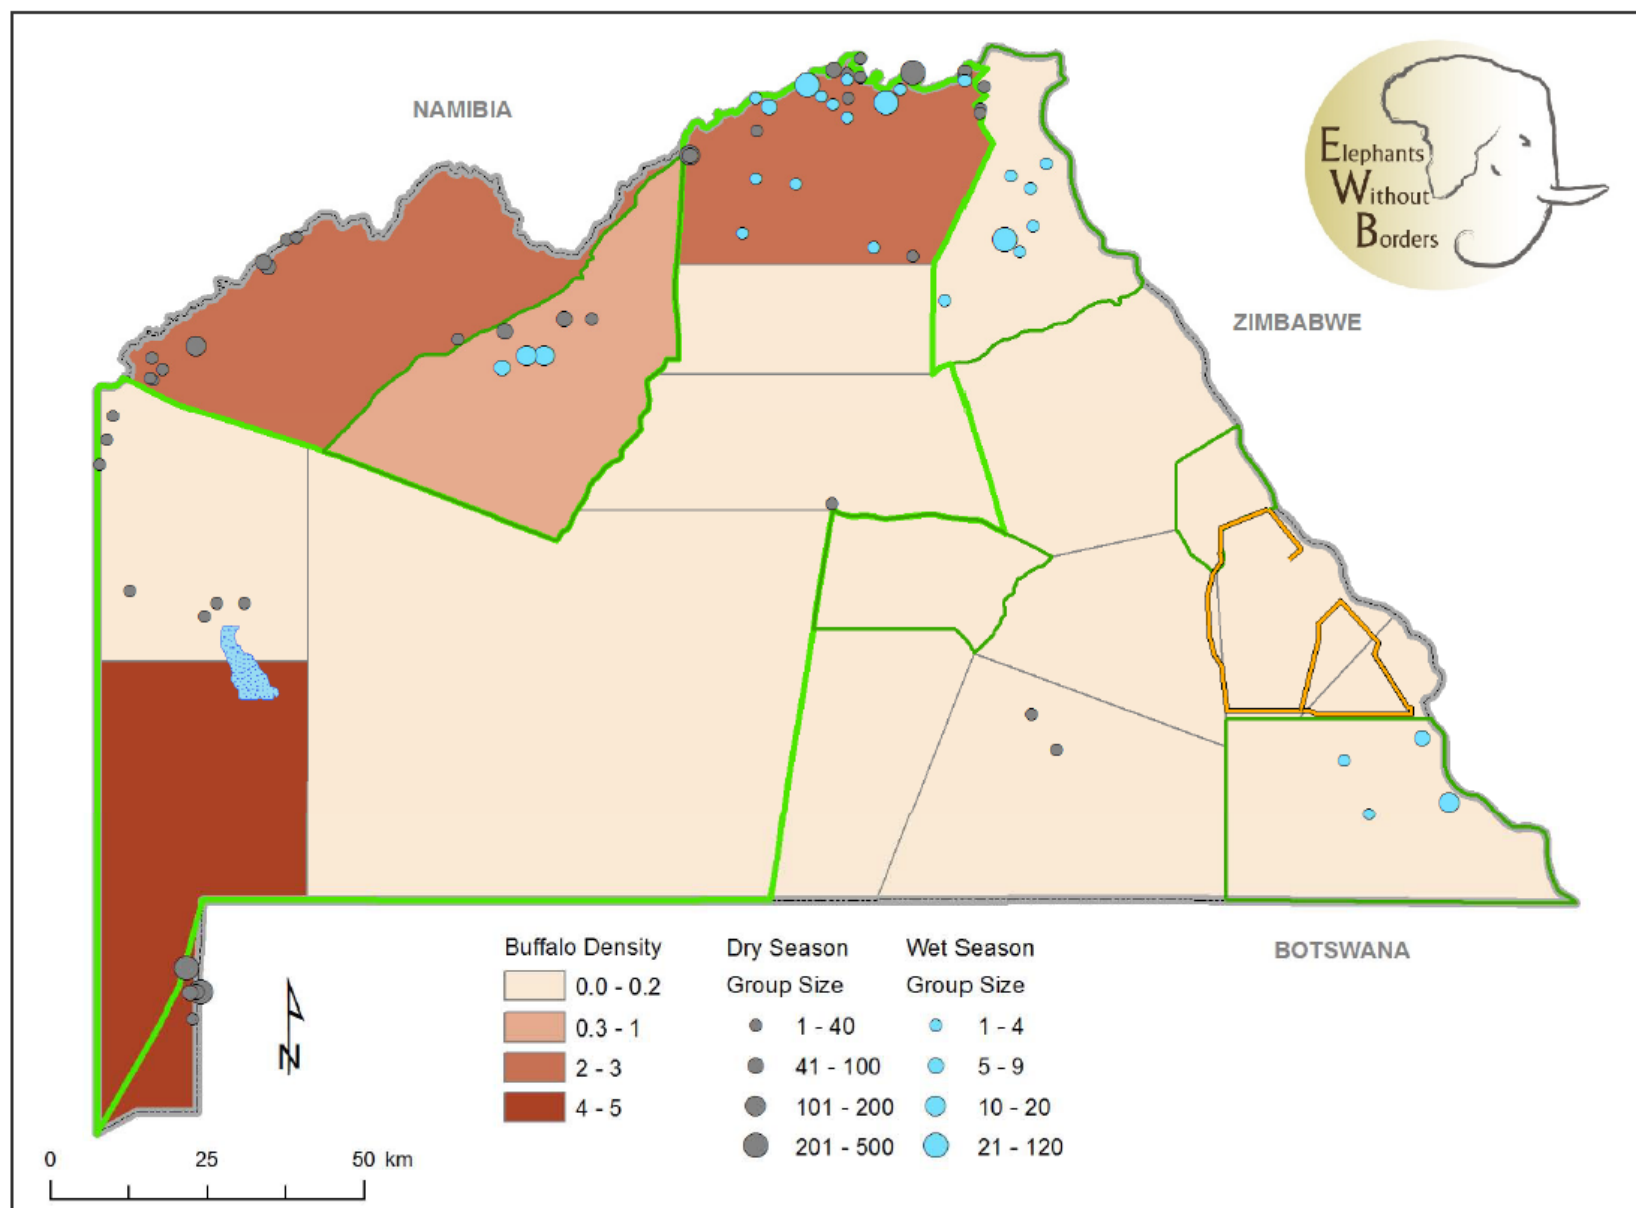 NAMIBIA
Elephants
Without
Borders
ZIMBABWE
BOTSWANA
Buffalo Density
0.0 - 0.2
0.3 - 1
2 - 3
4 - 5
Dry Season
Group Size
1 - 40
41 - 100
101 - 200
201 - 500
Wet Season
Group Size
1 - 4
5 - 9
10 - 20
21 - 120
N
0 25 50 km